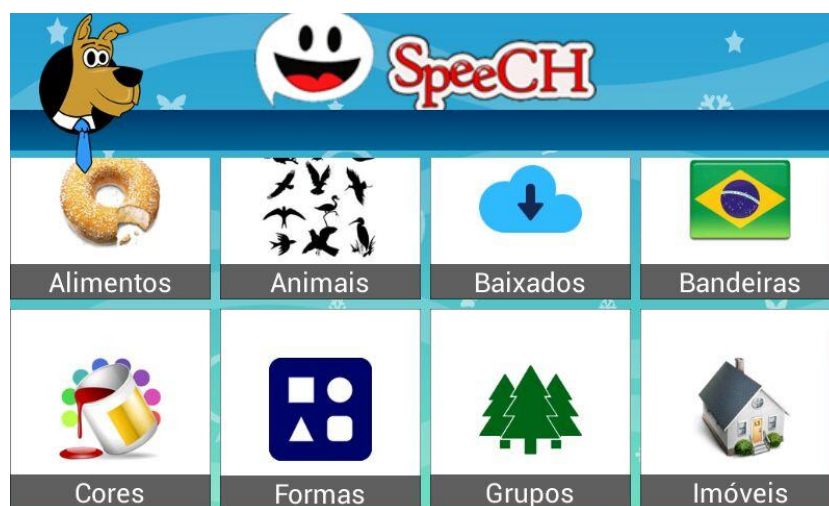 SpeeCH
Alimentos
Animais
Baixados
Bandeiras
Cores
Formas
Grupos
Imóveis